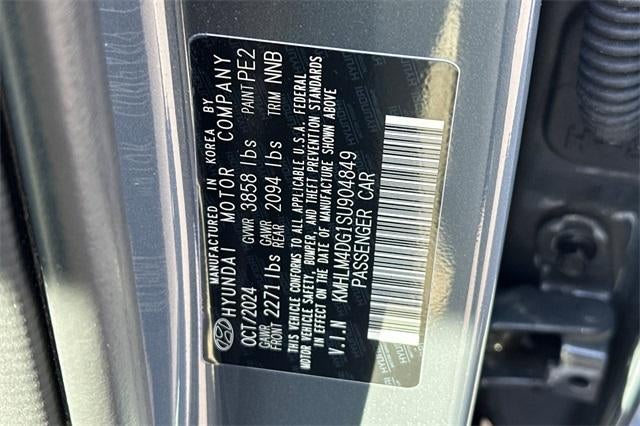 MANUFACTURED IN KOREA BY
HYUNDAI MOTOR COMPANY
OCT/2024 GVWR 3858 lbs PAINT PE2
GAWR FRONT 2271 lbs GAWR REAR 2094 lbs TRIM NNB
THIS VEHICLE CONFORMS TO ALL APPLICABLE U.S.A. FEDERAL
MOTOR VEHICLE SAFETY, BUMPER, AND THEFT PREVENTION STANDARDS
IN EFFECT ON THE DATE OF MANUFACTURE SHOWN ABOVE
V.I.N KMHLM4DG1SU904849
PASSENGER CAR